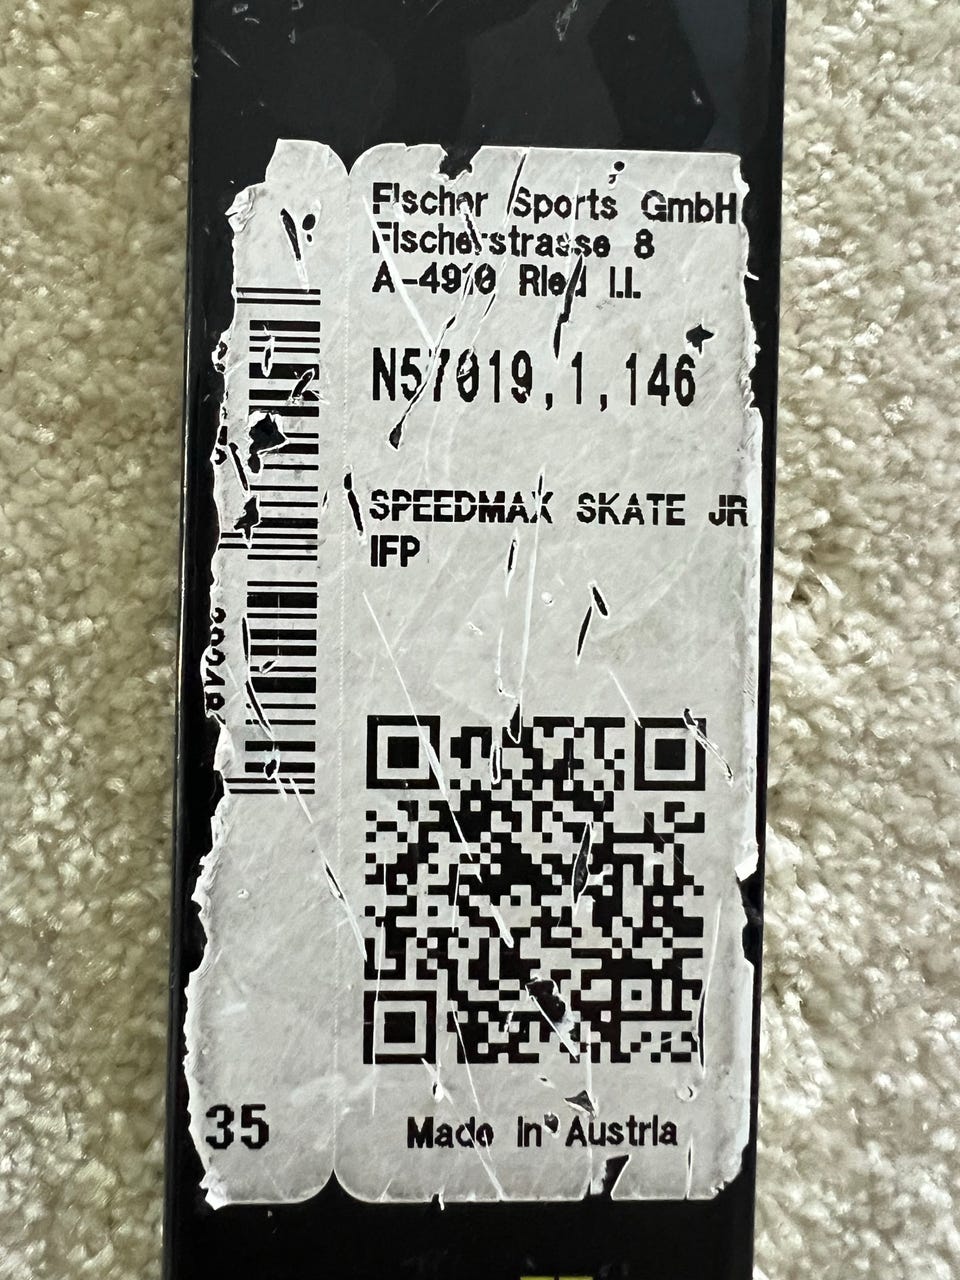 Fischer Sports GmbH
Fischerstrasse 8
A-4910 Ried I.I.
N57019,1,146
SPEEDMAX SKATE JR
IFP
35
Made in Austria